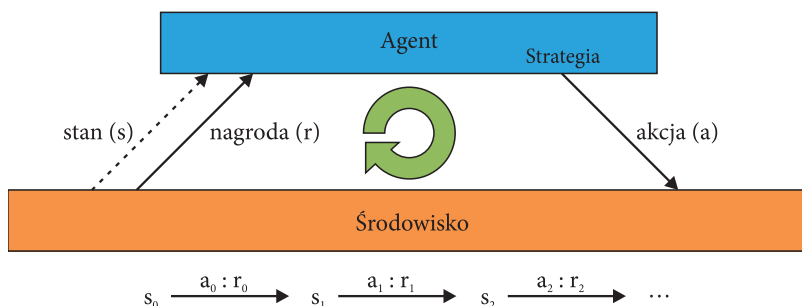 Agent
Strategia
stan (s)
nagroda (r)
akcja (a)
Środowisko
s₀ a₀ : r₀ s₁ a₁ : r₁ s₂ a₂ : r₂ ...